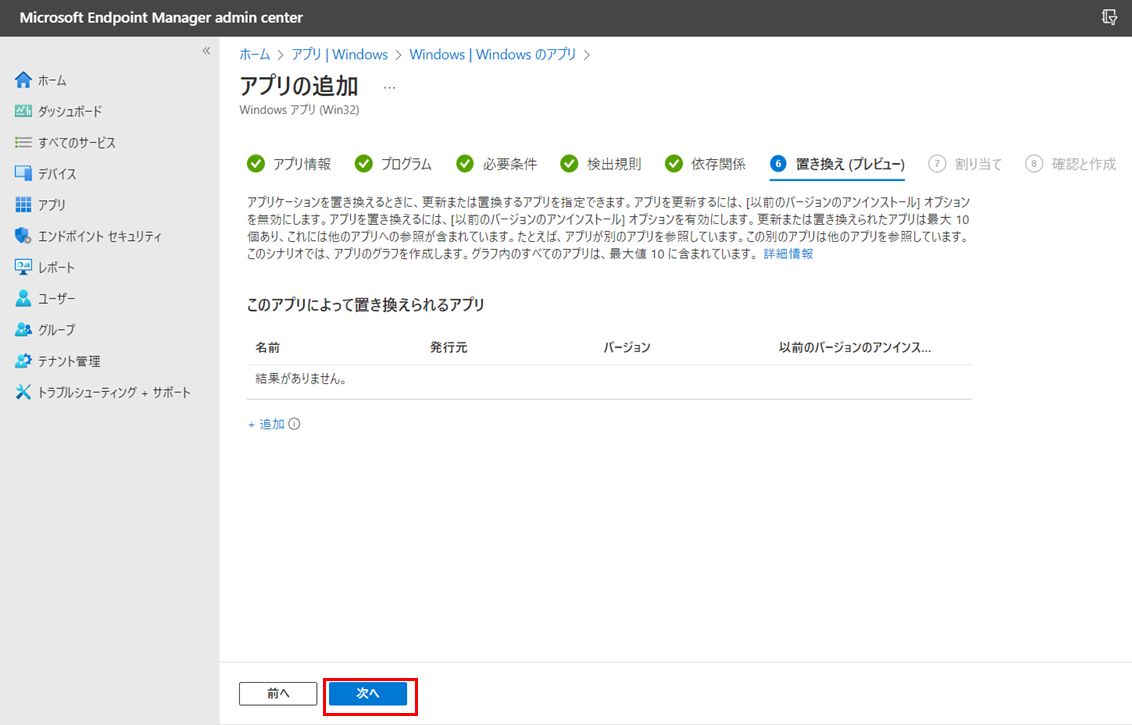 Microsoft Endpoint Manager admin center
«
ホーム
ダッシュボード
すべてのサービス
デバイス
アプリ
エンドポイント セキュリティ
レポート
ユーザー
グループ
テナント管理
トラブルシューティング + サポート
ホーム > アプリ | Windows > Windows | Windows のアプリ >
アプリの追加 …
Windows アプリ (Win32)
アプリ情報 プログラム 必要条件 検出規則 依存関係 6 置き換え (プレビュー) 7 割り当て 8 確認と作成
アプリケーションを置き換えるときに、更新または置換するアプリを指定できます。アプリを更新するには、[以前のバージョンのアンインストール] オプション
を無効にします。アプリを置き換えるには、[以前のバージョンのアンインストール] オプションを有効にします。更新または置き換えられたアプリは最大 10
個あり、これには他のアプリへの参照が含まれています。たとえば、アプリが別のアプリを参照しています。この別のアプリは他のアプリを参照しています。
このシナリオでは、アプリのグラフを作成します。グラフ内のすべてのアプリは、最大値 10 に含まれています。 詳細情報
このアプリによって置き換えられるアプリ
名前 発行元 バージョン 以前のバージョンのアンインス...
結果がありません。
+ 追加
前へ 次へ